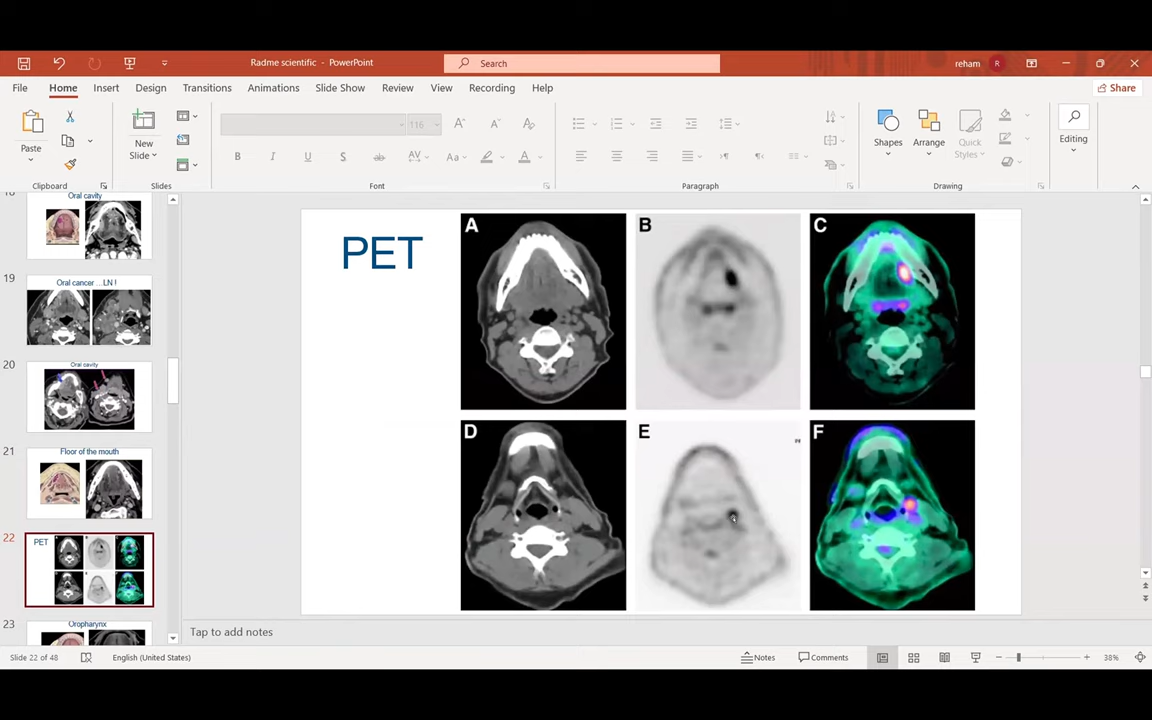 Radme scientific - PowerPoint
Search
reham
R
File
Home
Insert
Design
Transitions
Animations
Slide Show
Recording
Review
View
Help
Share
Paste
New
Slide
116
Shapes
Arrange
Quick
Styles
Editing
Clipboard
Slides
Font
Paragraph
Drawing
Oral cavity
19
Oral cancer ...LN !
20
Oral cavity
21
Floor of the mouth
22
PET
23
Oropharynx
PET
A
B
C
D
E
F
Tap to add notes
Slide 22 of 48
English (United States)
Notes
Comments
38%